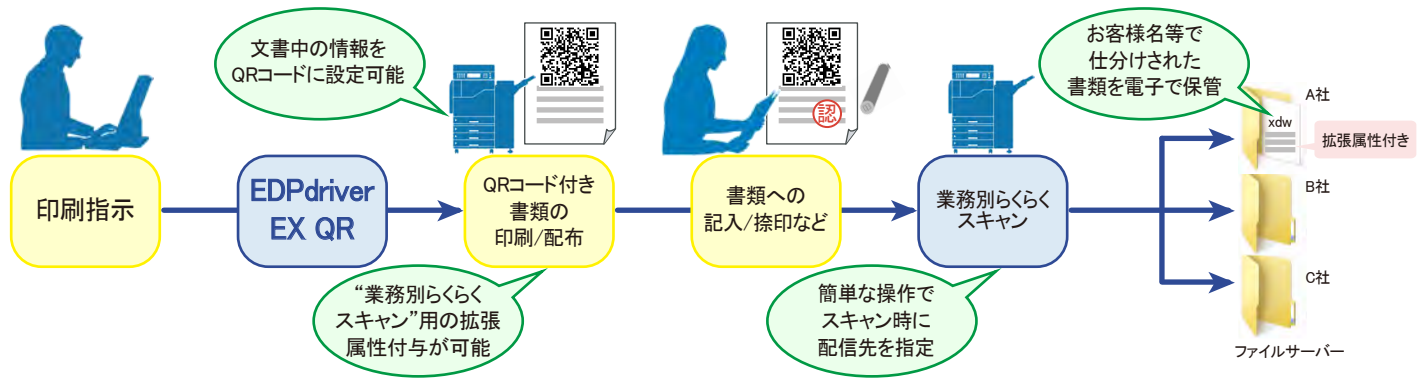 文書中の情報を
QRコードに設定可能
認
お客様名等で
仕分けされた
書類を電子で保管
印刷指示
EDPdriver
EX QR
QRコード付き
書類の
印刷/配布
書類への
記入/捺印など
業務別らくらく
スキャン
A社
xdw
拡張属性付き
B社
C社
ファイルサーバー
“業務別らくらく
スキャン”用の拡張
属性付与が可能
簡単な操作で
スキャン時に
配信先を指定